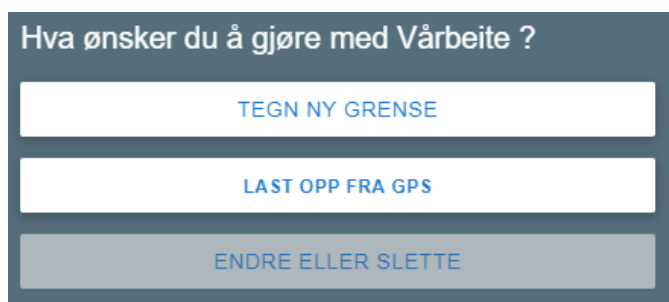 Hva ønsker du å gjøre med Vårbeite ?
TEGN NY GRENSE
LAST OPP FRA GPS
ENDRE ELLER SLETTE